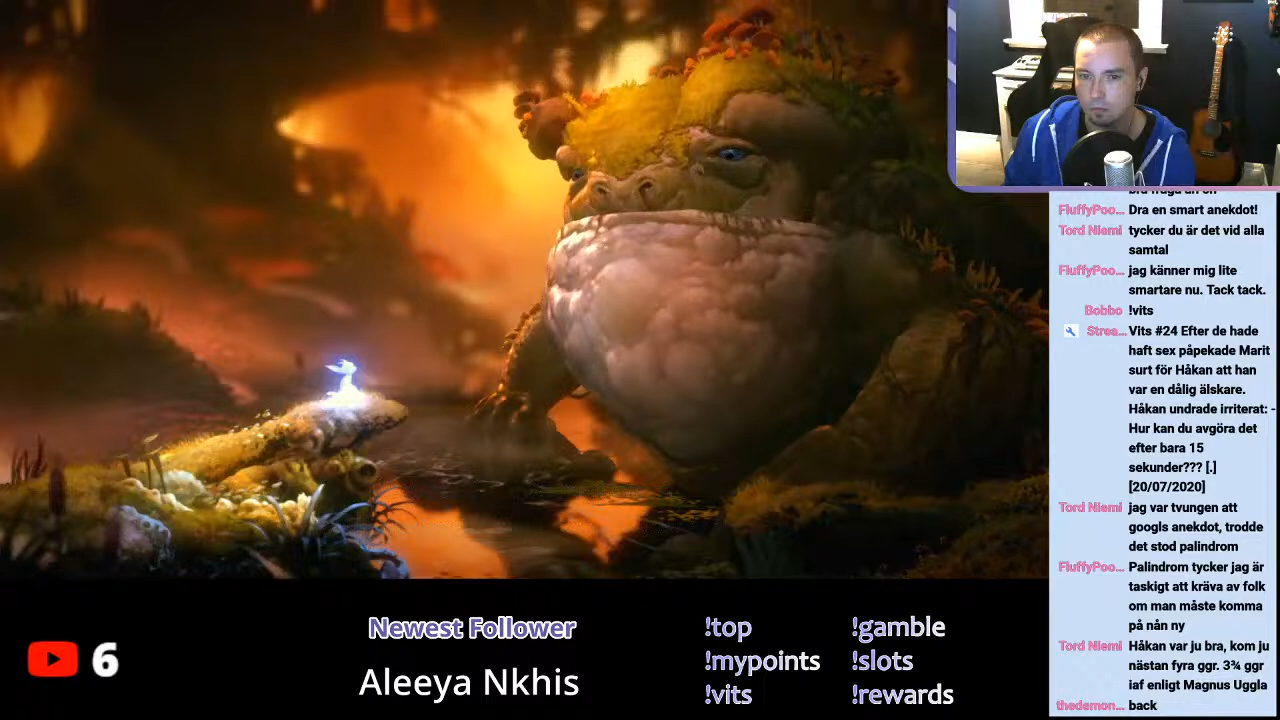 bra fråga än en
FluffyPoo... Dra en smart anekdot!
Tord Niemi tycker du är det vid alla
samtal
FluffyPoo... jag känner mig lite
smartare nu. Tack tack.
Bobbo !vits
Strea... Vits #24 Efter de hade
haft sex påpekade Marit
surt för Håkan att han
var en dålig älskare.
Håkan undrade irriterat: -
Hur kan du avgöra det
efter bara 15
sekunder??? [.]
[20/07/2020]
Tord Niemi jag var tvungen att
googls anekdot, trodde
det stod palindrom
FluffyPoo... Palindrom tycker jag är
taskigt att kräva av folk
om man måste komma
på nån ny
Tord Niemi Håkan var ju bra, kom ju
nästan fyra ggr. 3¾ ggr
iaf enligt Magnus Uggla
thedemon... back
6
Newest Follower
Aleeya Nkhis
!top
!mypoints
!vits
!gamble
!slots
!rewards